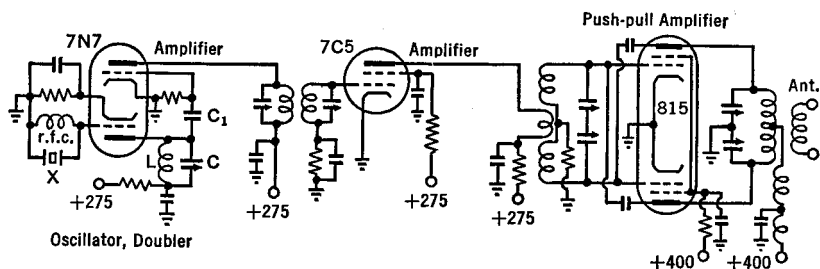 Push-pull Amplifier
7N7
Amplifier
7C5
Amplifier
815
Ant.
r.f.c.
X
L
C₁
C
+275
+275
+275
+275
+400
+400
Oscillator, Doubler